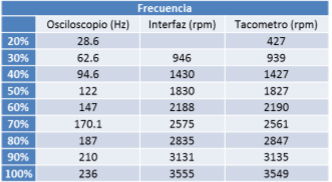 Frecuencia
Osciloscopio (Hz) Interfaz (rpm) Tacometro (rpm)
20% 28.6 427
30% 62.6 946 939
40% 94.6 1430 1427
50% 122 1830 1827
60% 147 2188 2190
70% 170.1 2575 2561
80% 187 2835 2847
90% 210 3131 3135
100% 236 3555 3549